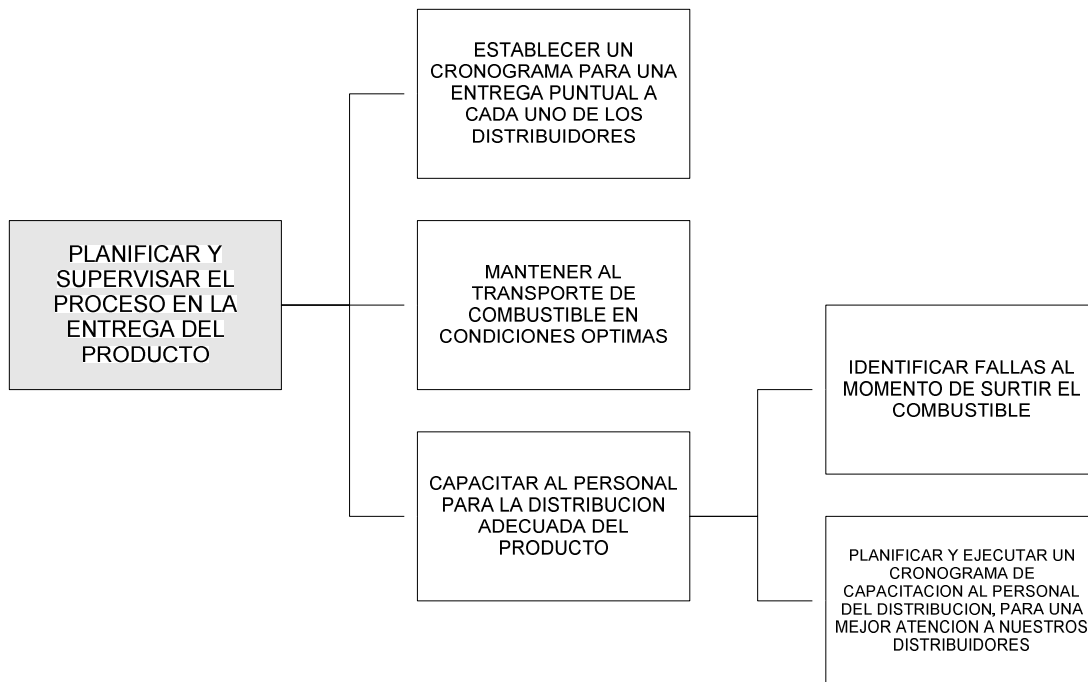 ESTABLECER UN
CRONOGRAMA PARA UNA
ENTREGA PUNTUAL A
CADA UNO DE LOS
DISTRIBUIDORES
PLANIFICAR Y
SUPERVISAR EL
PROCESO EN LA
ENTREGA DEL
PRODUCTO
MANTENER AL
TRANSPORTE DE
COMBUSTIBLE EN
CONDICIONES OPTIMAS
CAPACITAR AL PERSONAL
PARA LA DISTRIBUCION
ADECUADA DEL
PRODUCTO
IDENTIFICAR FALLAS AL
MOMENTO DE SURTIR EL
COMBUSTIBLE
PLANIFICAR Y EJECUTAR UN
CRONOGRAMA DE
CAPACITACION AL PERSONAL
DEL DISTRIBUCION, PARA UNA
MEJOR ATENCION A NUESTROS
DISTRIBUIDORES